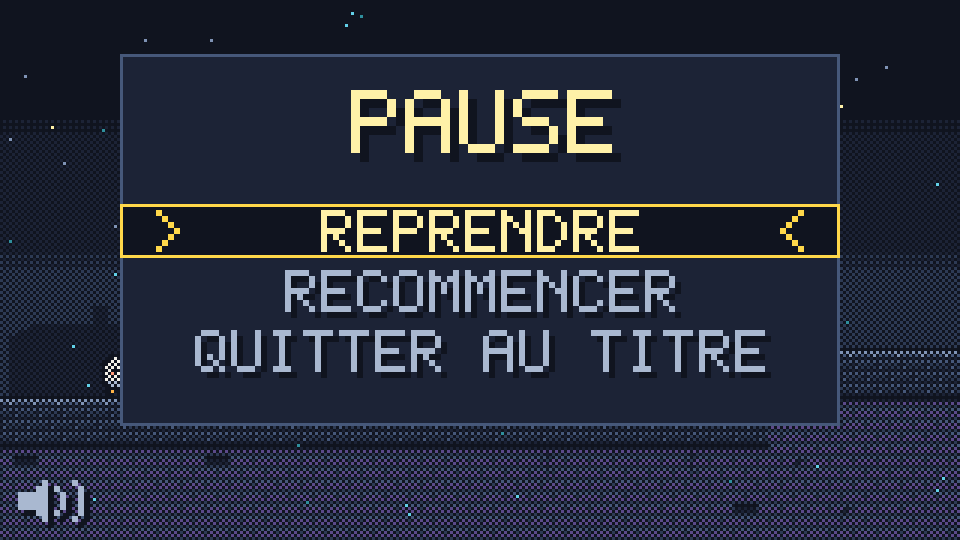 PAUSE
> REPRENDRE <
RECOMMENCER
QUITTER AU TITRE